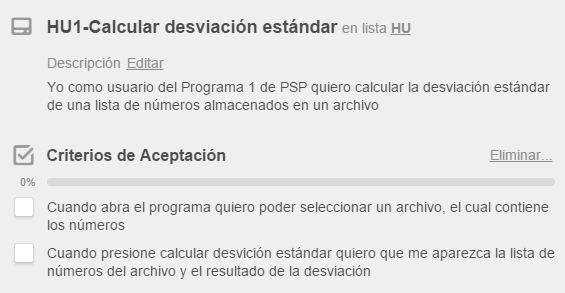 HU1-Calcular desviación estándar en lista HU
Descripción Editar
Yo como usuario del Programa 1 de PSP quiero calcular la desviación estándar
de una lista de números almacenados en un archivo
Criterios de Aceptación Eliminar...
0%
Cuando abra el programa quiero poder seleccionar un archivo, el cual contiene
los números
Cuando presione calcular desvición estándar quiero que me aparezca la lista de
números del archivo y el resultado de la desviación